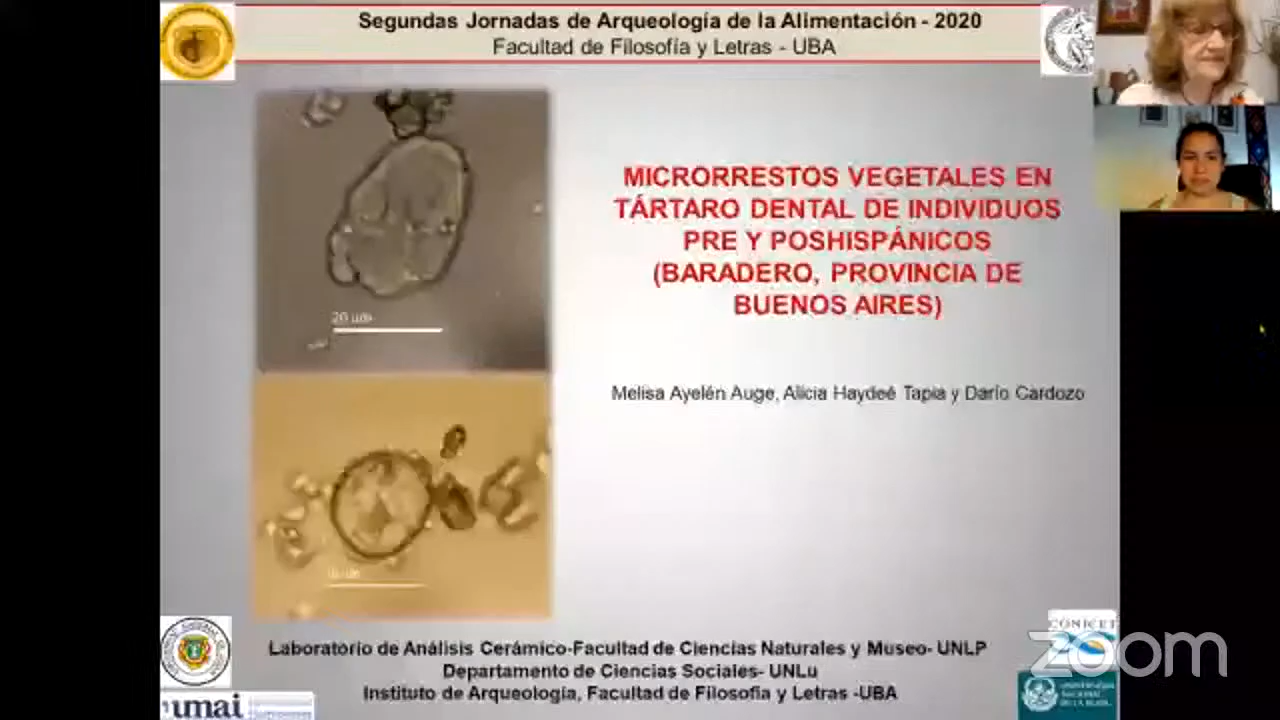 Segundas Jornadas de Arqueología de la Alimentación - 2020
Facultad de Filosofía y Letras - UBA
MICRORRESTOS VEGETALES EN
TÁRTARO DENTAL DE INDIVIDUOS
PRE Y POSHISPÁNICOS
(BARADERO, PROVINCIA DE
BUENOS AIRES)
20 µm
Melisa Ayelén Auge, Alicia Haydeé Tapia y Darío Cardozo
Laboratorio de Análisis Cerámico-Facultad de Ciencias Naturales y Museo- UNLP
Departamento de Ciencias Sociales- UNLu
Instituto de Arqueología, Facultad de Filosofía y Letras -UBA
CONICET
zoom
umai